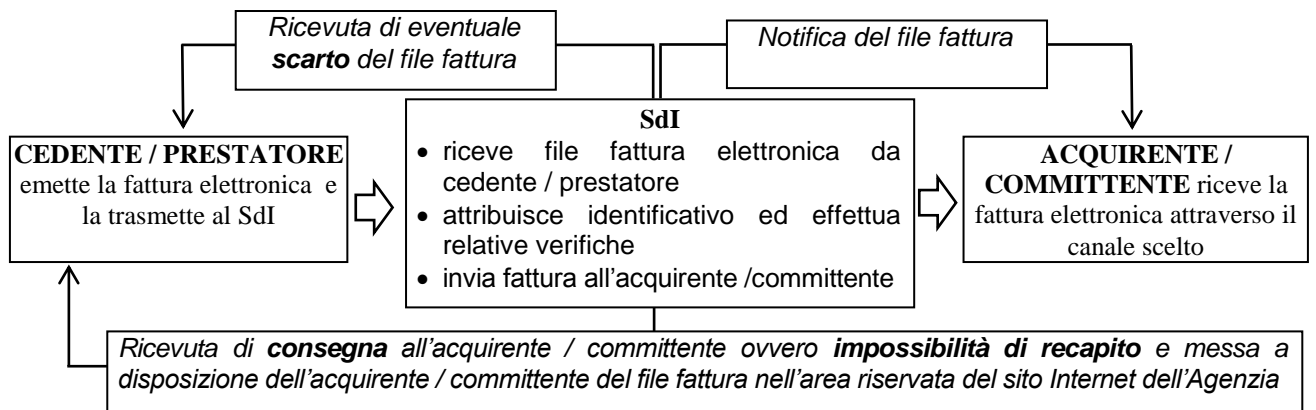 Ricevuta di eventuale
scarto del file fattura
Notifica del file fattura
CEDENTE / PRESTATORE
emette la fattura elettronica e
la trasmette al SdI
SdI
• riceve file fattura elettronica da
cedente / prestatore
• attribuisce identificativo ed effettua
relative verifiche
• invia fattura all'acquirente /committente
ACQUIRENTE /
COMMITTENTE riceve la
fattura elettronica attraverso il
canale scelto
Ricevuta di consegna all'acquirente / committente ovvero impossibilità di recapito e messa a
disposizione dell'acquirente / committente del file fattura nell'area riservata del sito Internet dell'Agenzia